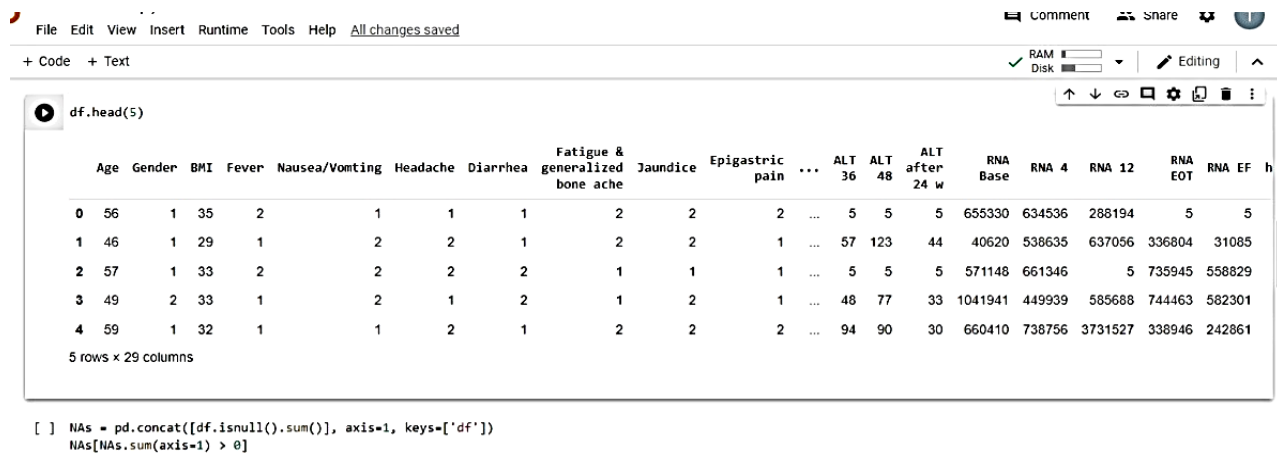 Comment Share
File Edit View Insert Runtime Tools Help All changes saved
+ Code + Text RAM Disk Editing
df.head(5)
Age Gender BMI Fever Nausea/Vomting Headache Diarrhea Fatigue & generalized bone ache Jaundice Epigastric pain ... ALT 36 ALT 48 ALT after 24 w RNA Base RNA 4 RNA 12 RNA EOT RNA EF h
0 56 1 35 2 1 1 1 2 2 2 ... 5 5 5 655330 634536 288194 5 5
1 46 1 29 1 2 2 1 2 2 1 ... 57 123 44 40620 538635 637056 336804 31085
2 57 1 33 2 2 2 2 1 1 1 ... 5 5 5 571148 661346 5 735945 558829
3 49 2 33 1 2 1 2 1 2 1 ... 48 77 33 1041941 449939 585688 744463 582301
4 59 1 32 1 1 2 1 2 2 2 ... 94 90 30 660410 738756 3731527 338946 242861
5 rows × 29 columns
[ ] NAs = pd.concat([df.isnull().sum()], axis=1, keys=['df'])
NAs[NAs.sum(axis=1) > 0]